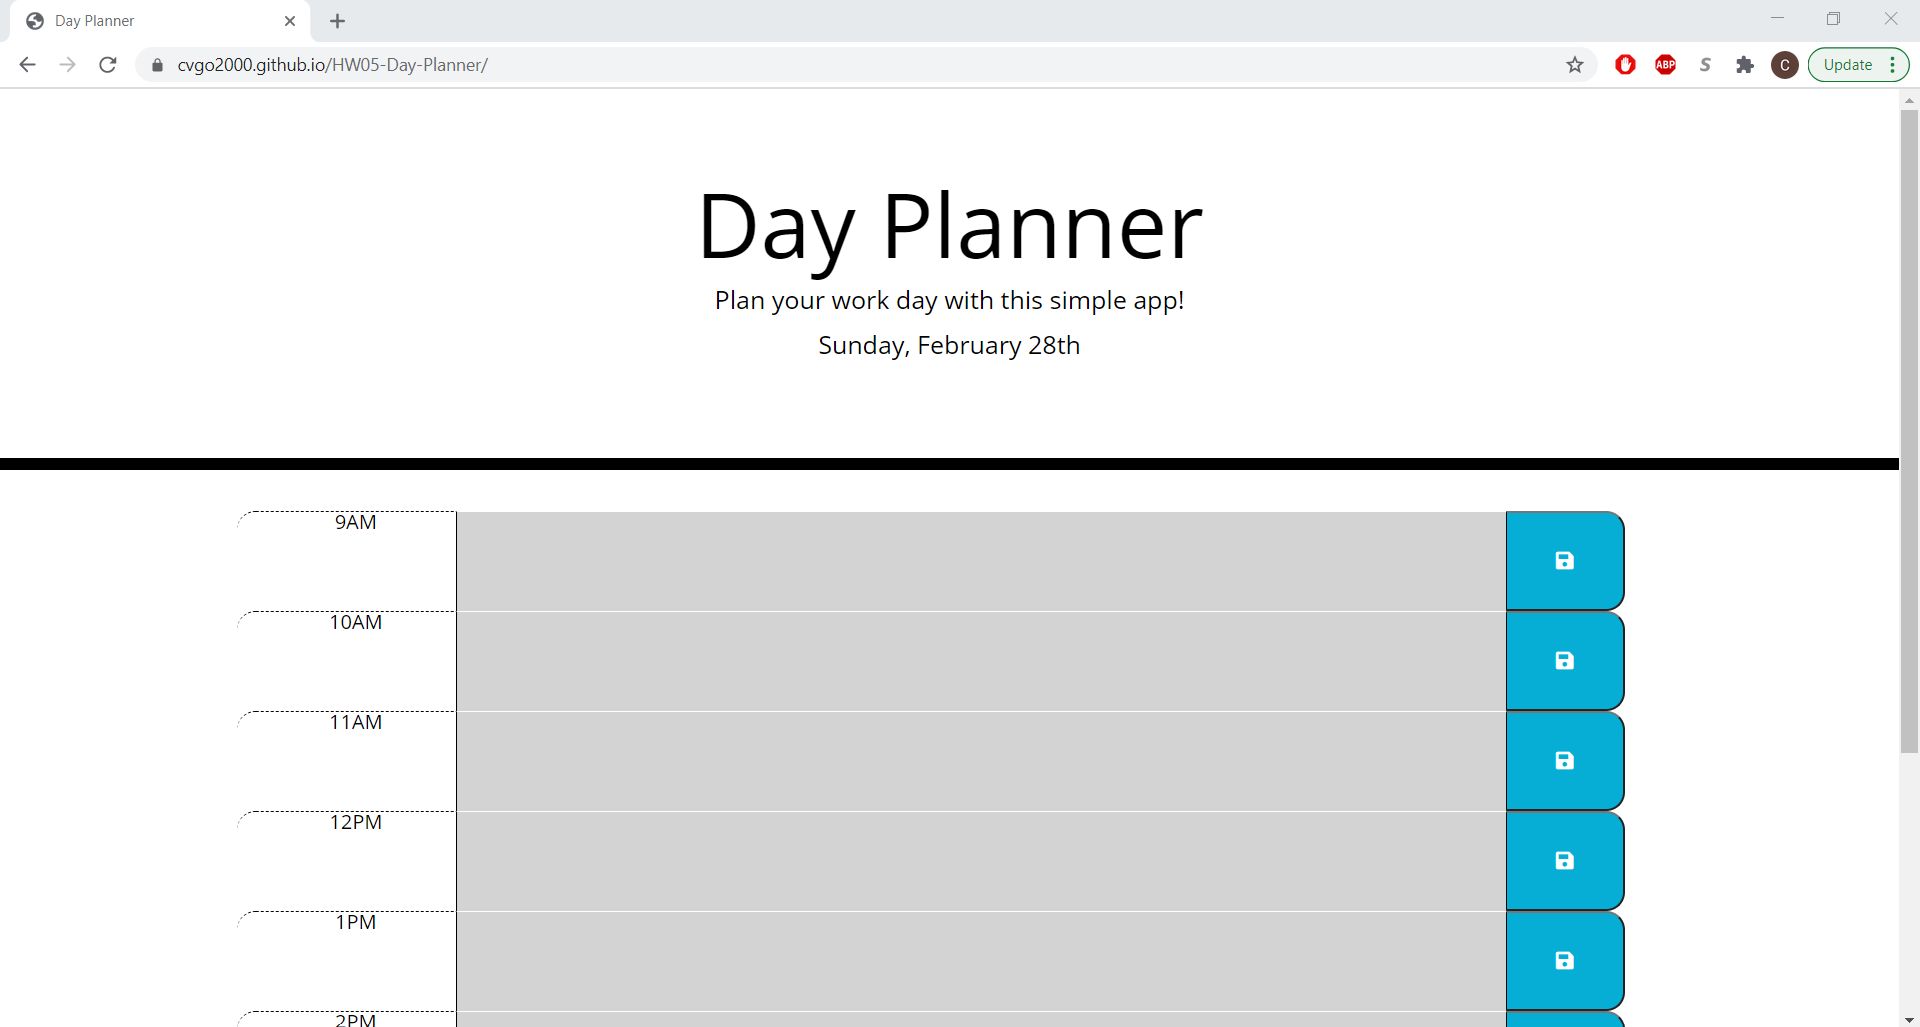 Day Planner
cvgo2000.github.io/HW05-Day-Planner/
ABP
S
C
Update
Day Planner
Plan your work day with this simple app!
Sunday, February 28th
9AM
10AM
11AM
12PM
1PM
2PM